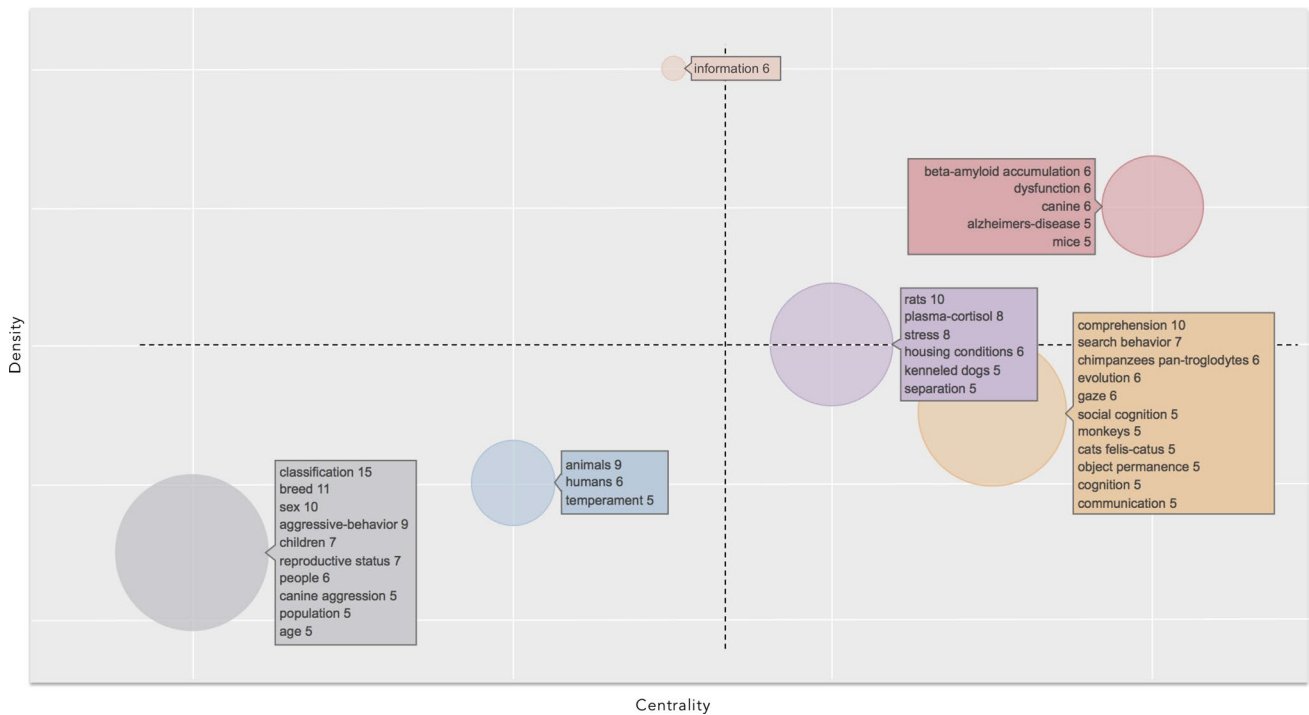 information 6
beta-amyloid accumulation 6
dysfunction 6
canine 6
alzheimers-disease 5
mice 5
rats 10
plasma-cortisol 8
stress 8
housing conditions 6
kenneled dogs 5
separation 5
comprehension 10
search behavior 7
chimpanzees pan-troglodytes 6
evolution 6
gaze 6
social cognition 5
monkeys 5
cats felis-catus 5
object permanence 5
cognition 5
communication 5
Density
animals 9
humans 6
temperament 5
classification 15
breed 11
sex 10
aggressive-behavior 9
children 7
reproductive status 7
people 6
canine aggression 5
population 5
age 5
Centrality